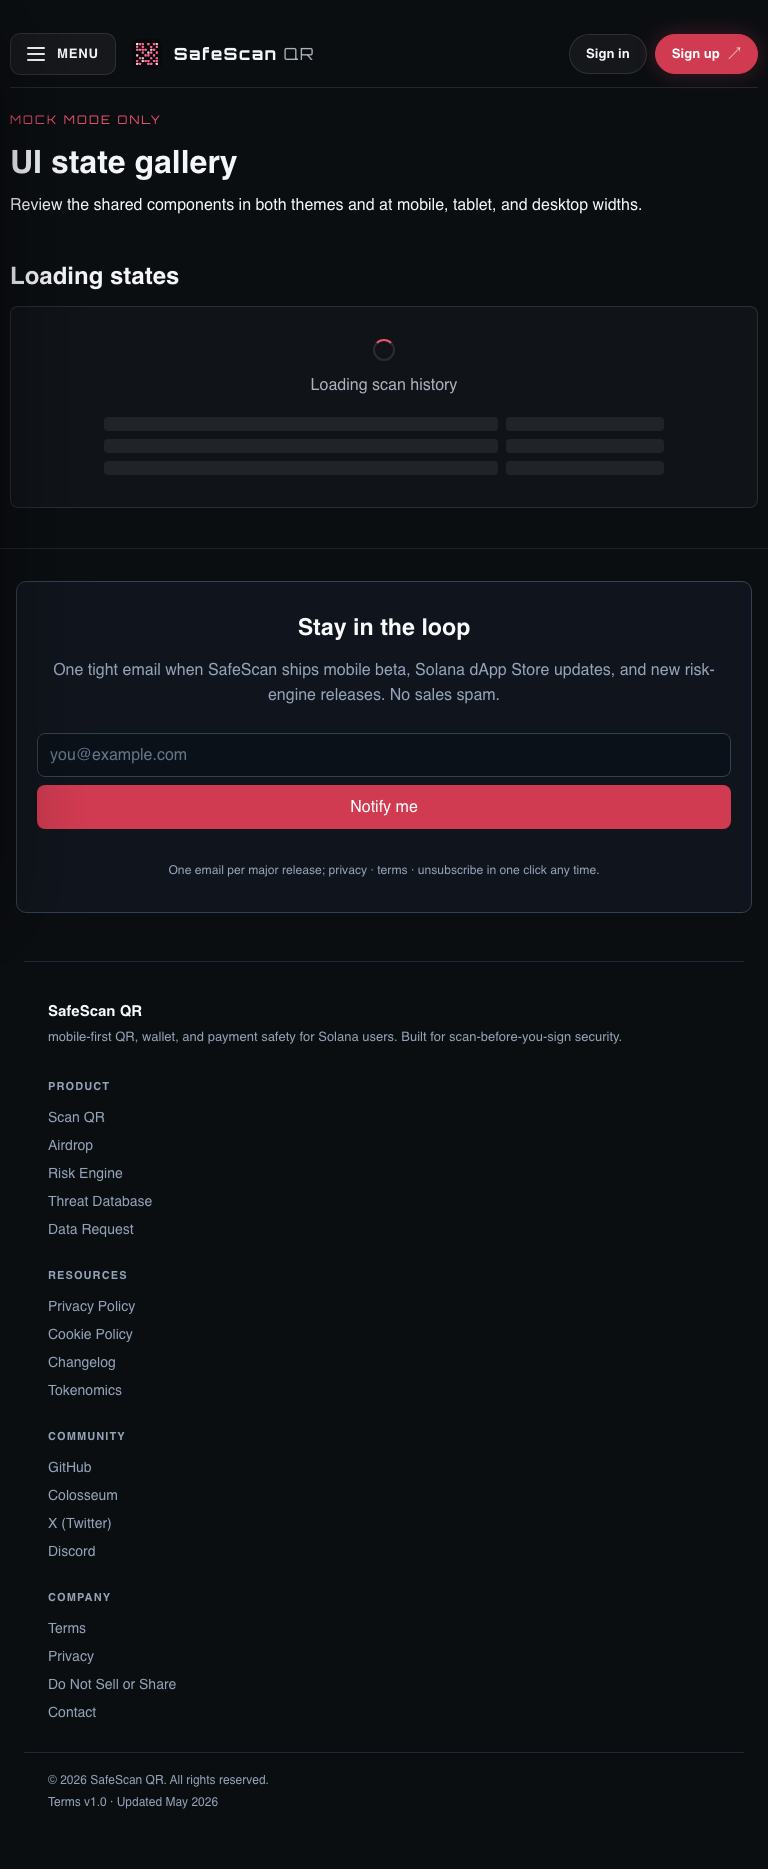 MENU
SafeScan QR
Sign in
Sign up ↗
MOCK MODE ONLY
UI state gallery
Review the shared components in both themes and at mobile, tablet, and desktop widths.
Loading states
Loading scan history
Stay in the loop
One tight email when SafeScan ships mobile beta, Solana dApp Store updates, and new risk-
engine releases. No sales spam.
you@example.com
Notify me
One email per major release; privacy · terms · unsubscribe in one click any time.
SafeScan QR
mobile-first QR, wallet, and payment safety for Solana users. Built for scan-before-you-sign security.
PRODUCT
Scan QR
Airdrop
Risk Engine
Threat Database
Data Request
RESOURCES
Privacy Policy
Cookie Policy
Changelog
Tokenomics
COMMUNITY
GitHub
Colosseum
X (Twitter)
Discord
COMPANY
Terms
Privacy
Do Not Sell or Share
Contact
© 2026 SafeScan QR. All rights reserved.
Terms v1.0 · Updated May 2026